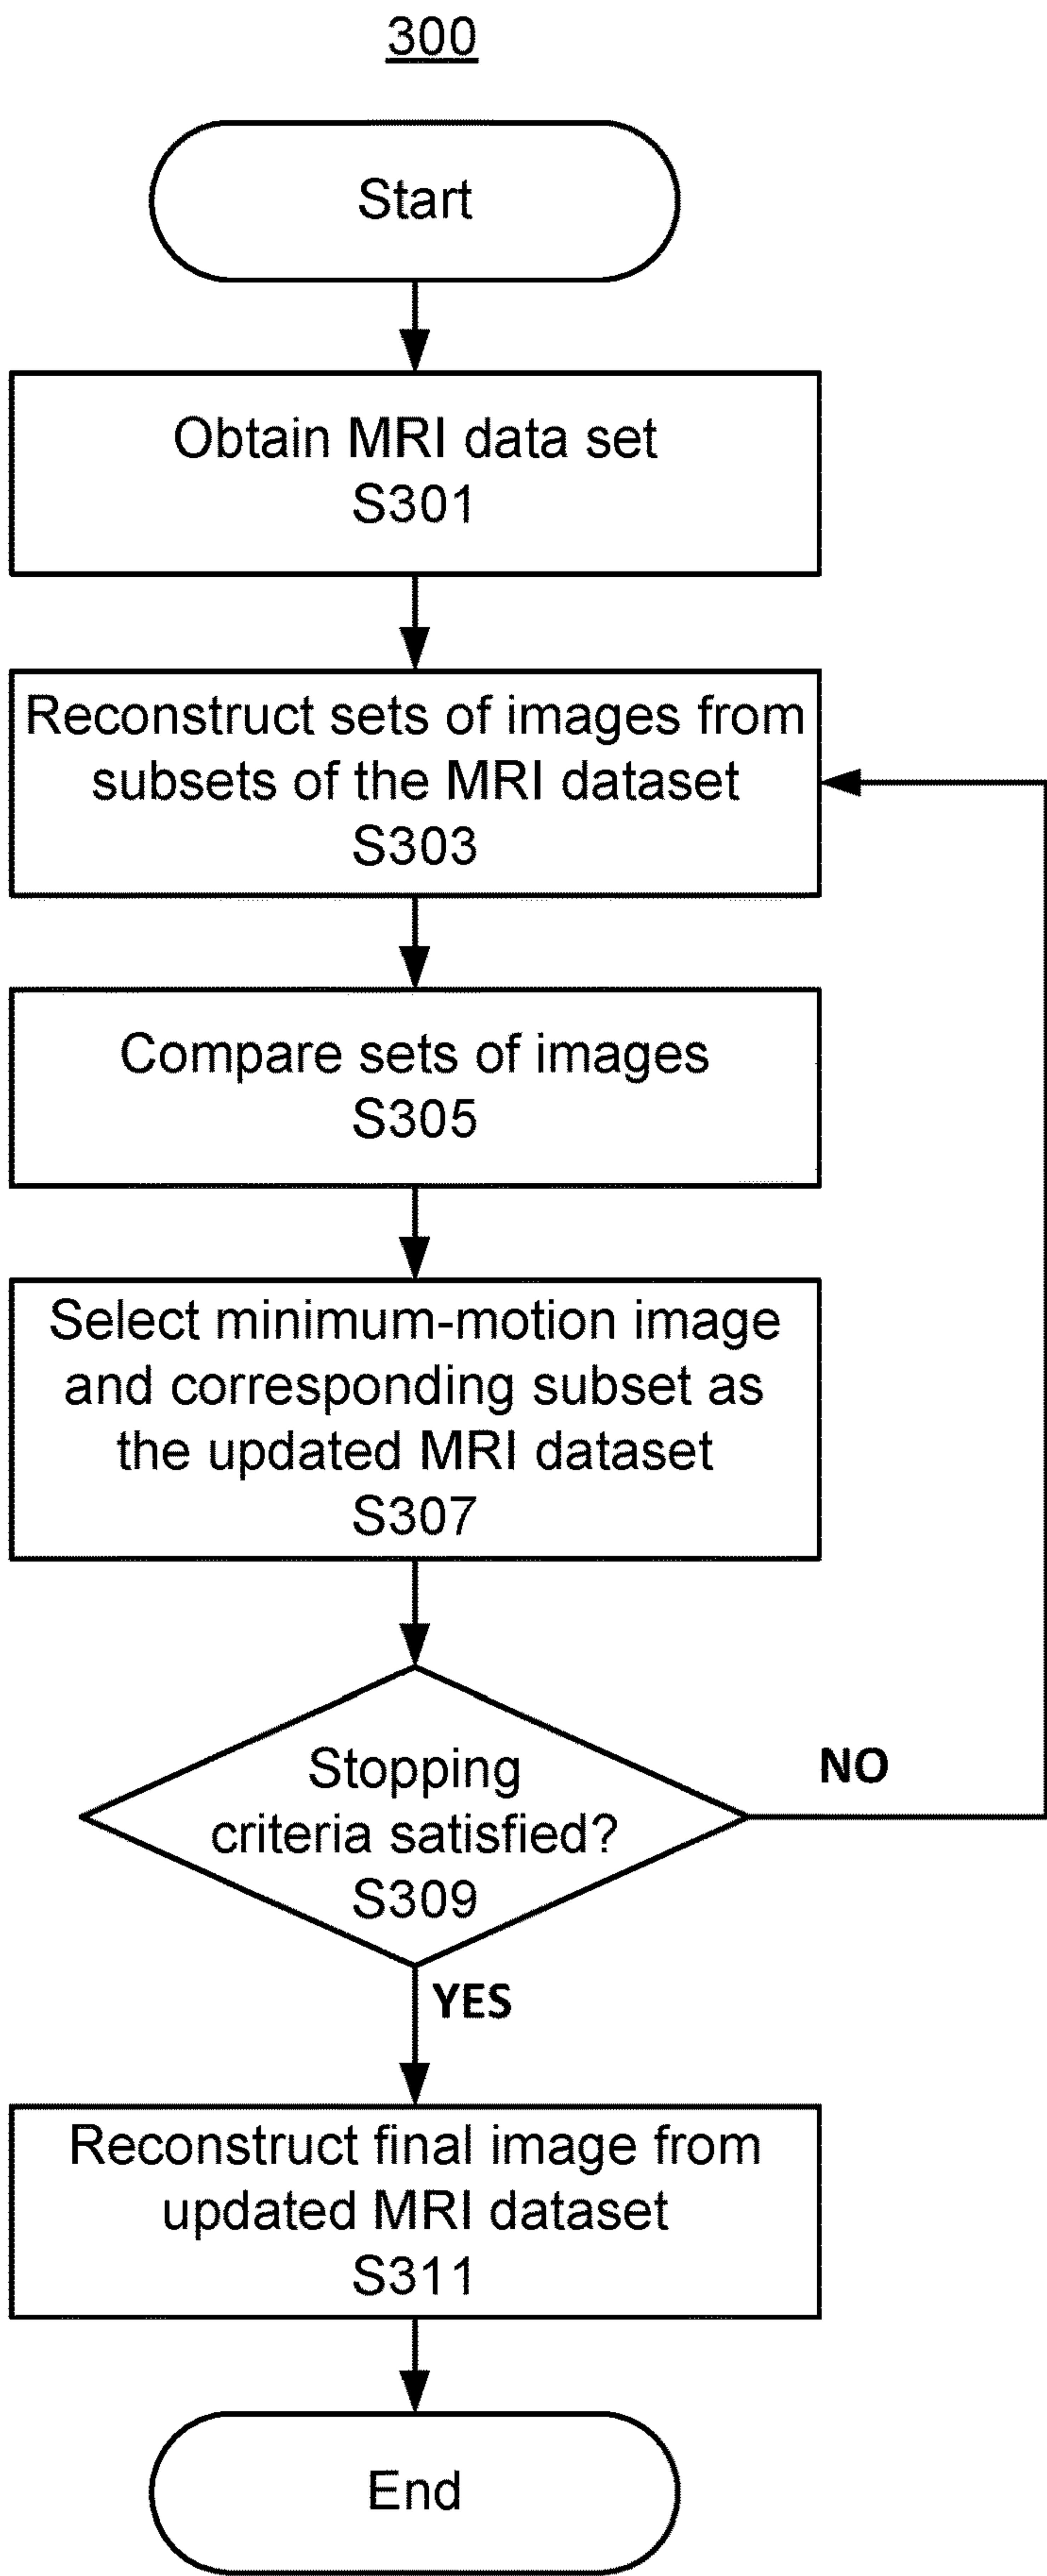 300
Start
Obtain MRI data set
S301
Reconstruct sets of images from
subsets of the MRI dataset
S303
Compare sets of images
S305
Select minimum-motion image
and corresponding subset as
the updated MRI dataset
S307
Stopping
criteria satisfied?
S309
NO
YES
Reconstruct final image from
updated MRI dataset
S311
End